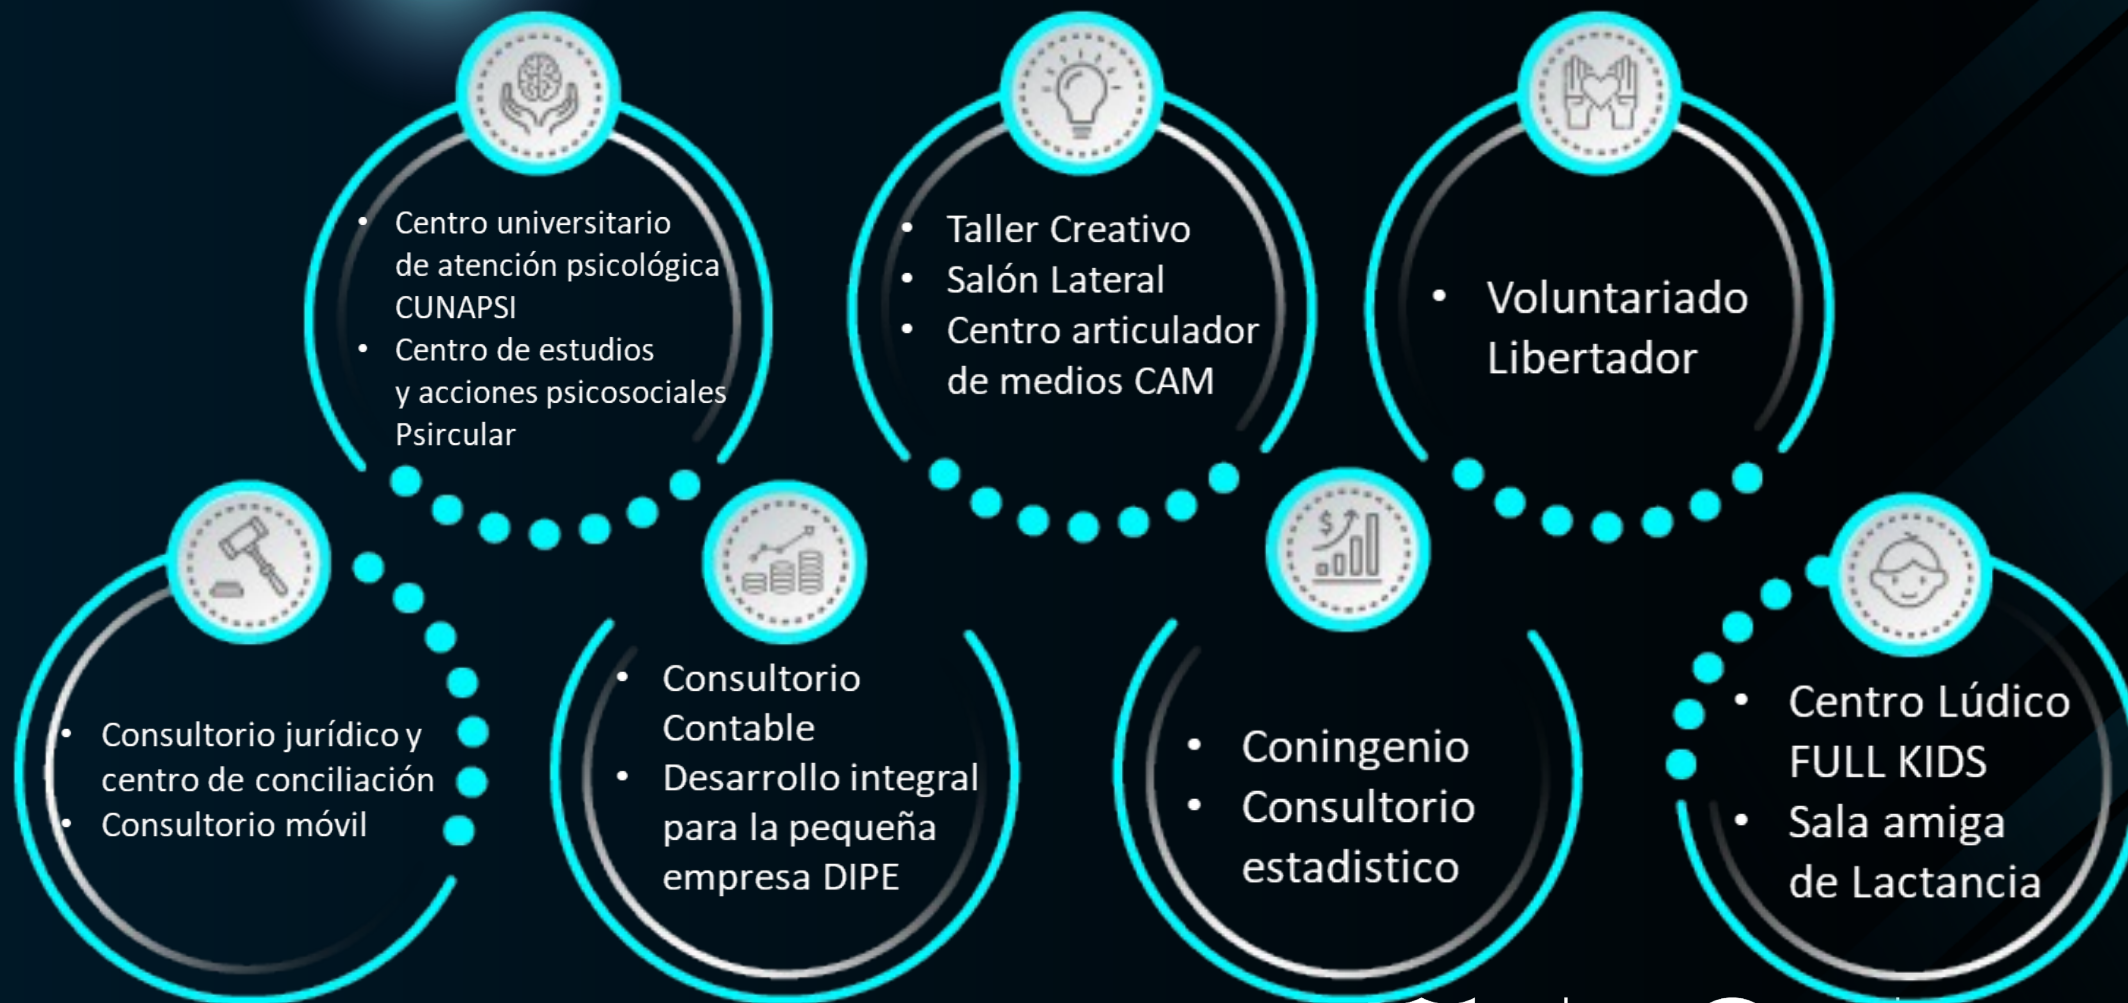 • Centro universitario
de atención psicológica
CUNAPSI
• Centro de estudios
y acciones psicosociales
Psircular
• Taller Creativo
• Salón Lateral
• Centro articulador
de medios CAM
• Voluntariado
Libertador
• Consultorio jurídico y
centro de conciliación
• Consultorio móvil
• Consultorio
Contable
• Desarrollo integral
para la pequeña
empresa DIPE
• Coningenio
• Consultorio
estadistico
• Centro Lúdico
FULL KIDS
• Sala amiga
de Lactancia